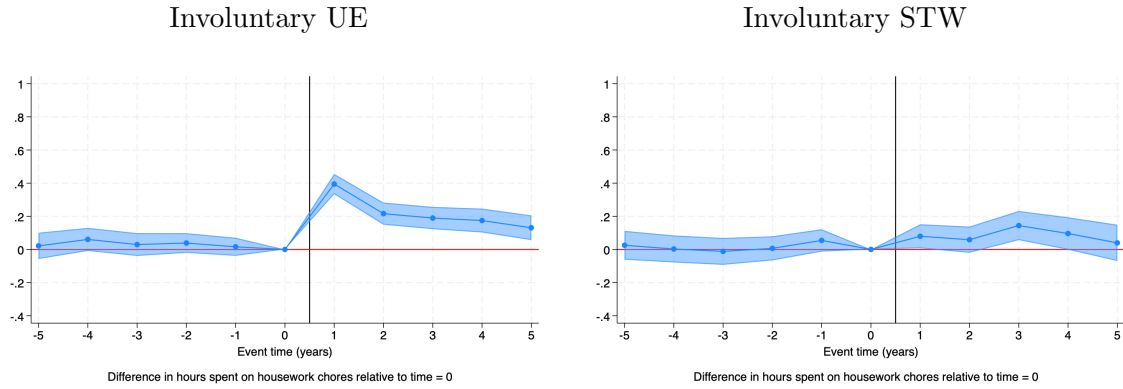 Involuntary UE
1
.8
.6
.4
.2
0
-.2
-.4
-5 -4 -3 -2 -1 0 1 2 3 4 5
Event time (years)
Difference in hours spent on housework chores relative to time = 0
Involuntary STW
1
.8
.6
.4
.2
0
-.2
-.4
-5 -4 -3 -2 -1 0 1 2 3 4 5
Event time (years)
Difference in hours spent on housework chores relative to time = 0